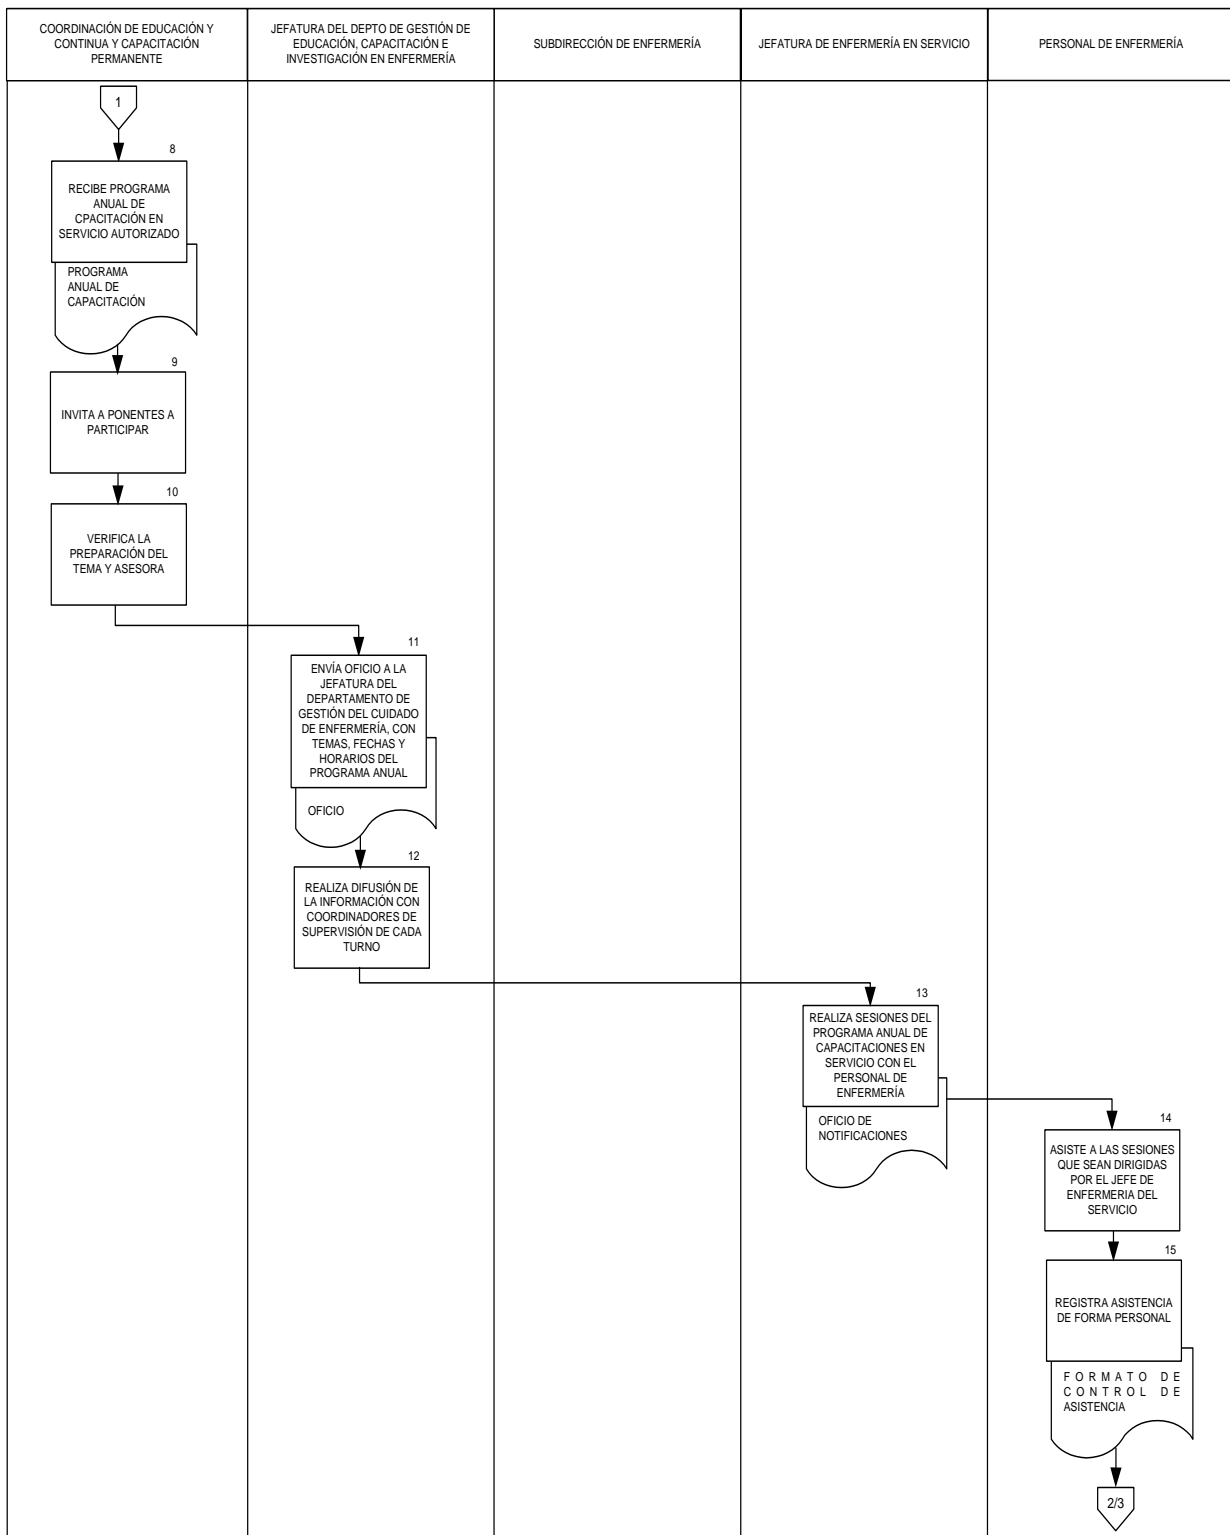 COORDINACIÓN DE EDUCACIÓN Y
CONTINUA Y CAPACITACIÓN
PERMANENTE
JEFATURA DEL DEPTO DE GESTIÓN DE
EDUCACIÓN, CAPACITACIÓN E
INVESTIGACIÓN EN ENFERMERÍA
SUBDIRECCIÓN DE ENFERMERÍA
JEFATURA DE ENFERMERÍA EN SERVICIO
PERSONAL DE ENFERMERÍA
1
8
RECIBE PROGRAMA
ANUAL DE
CPACITACIÓN EN
SERVICIO AUTORIZADO
PROGRAMA
ANUAL DE
CAPACITACIÓN
9
INVITA A PONENTES A
PARTICIPAR
10
VERIFICA LA
PREPARACIÓN DEL
TEMA Y ASESORA
11
ENVÍA OFICIO A LA
JEFATURA DEL
DEPARTAMENTO DE
GESTIÓN DEL CUIDADO
DE ENFERMERÍA, CON
TEMAS, FECHAS Y
HORARIOS DEL
PROGRAMA ANUAL
OFICIO
12
REALIZA DIFUSIÓN DE
LA INFORMACIÓN CON
COORDINADORES DE
SUPERVISIÓN DE CADA
TURNO
13
REALIZA SESIONES DEL
PROGRAMA ANUAL DE
CAPACITACIONES EN
SERVICIO CON EL
PERSONAL DE
ENFERMERÍA
OFICIO DE
NOTIFICACIONES
14
ASISTE A LAS SESIONES
QUE SEAN DIRIGIDAS
POR EL JEFE DE
ENFERMERIA DEL
SERVICIO
15
REGISTRA ASISTENCIA
DE FORMA PERSONAL
FORMATO DE
CONTROL DE
ASISTENCIA
2/3